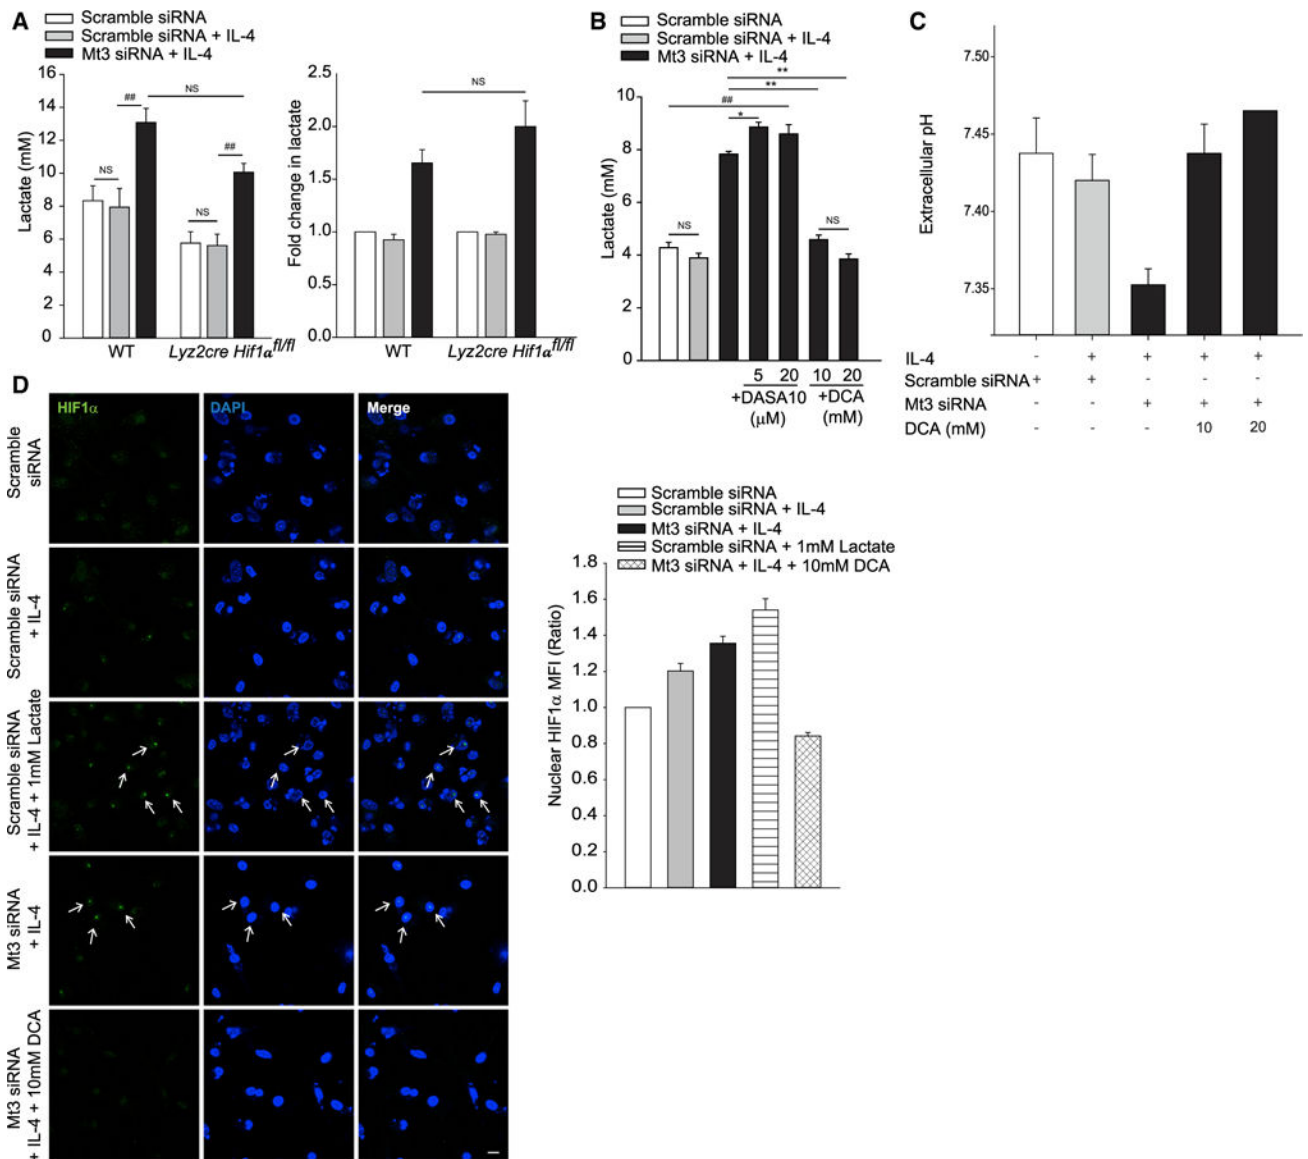 A
Scramble siRNA
Scramble siRNA + IL-4
Mt3 siRNA + IL-4
Lactate (mM)
16
14
12
10
8
6
4
2
0
NS
##
NS
NS
##
WT
Lyz2cre Hif1α fl/fl
Fold change in lactate
2.5
2.0
1.5
1.0
0.5
0.0
NS
WT
Lyz2cre Hif1α fl/fl
B
Scramble siRNA
Scramble siRNA + IL-4
Mt3 siRNA + IL-4
Lactate (mM)
10
8
6
4
2
0
**
**
##
*
NS
NS
5 20 10 20
+DASA10 +DCA
(μM) (mM)
C
Extracellular pH
7.50
7.45
7.40
7.35
IL-4 - + + + +
Scramble siRNA + + - - -
Mt3 siRNA - - + + +
DCA (mM) - - - 10 20
D
HIF1α DAPI Merge
Scramble
siRNA
Scramble siRNA
+ IL-4
Scramble siRNA
+ IL-4 + 1mM Lactate
Mt3 siRNA
+ IL-4
Mt3 siRNA
+ IL-4 + 10mM DCA
Scramble siRNA
Scramble siRNA + IL-4
Mt3 siRNA + IL-4
Scramble siRNA + 1mM Lactate
Mt3 siRNA + IL-4 + 10mM DCA
Nuclear HIF1α MFI (Ratio)
1.8
1.6
1.4
1.2
1.0
0.8
0.6
0.4
0.2
0.0